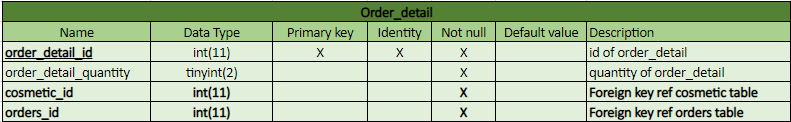 Order_detail
Name Data Type Primary key Identity Not null Default value Description
order_detail_id int(11) X X X id of order_detail
order_detail_quantity tinyint(2) X quantity of order_detail
cosmetic_id int(11) X Foreign key ref cosmetic table
orders_id int(11) X Foreign key ref orders table